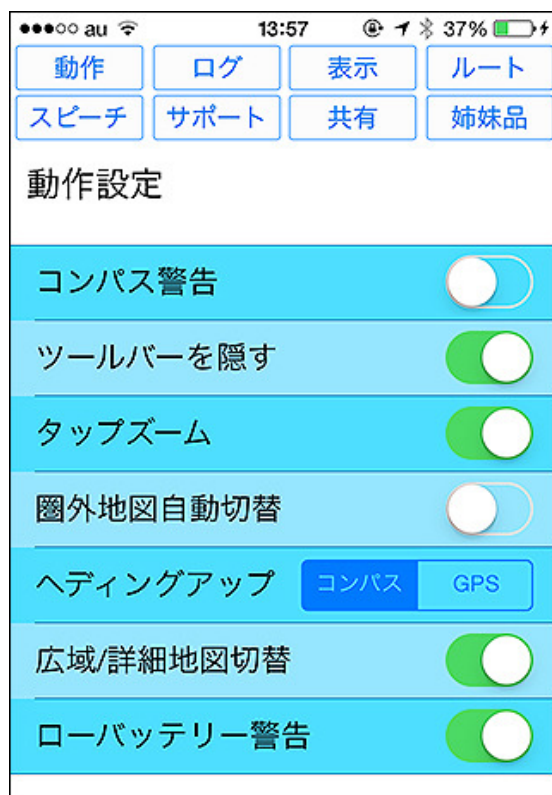 au 13:57 37%
動作 ログ 表示 ルート
スピーチ サポート 共有 姉妹品
動作設定
コンパス警告
ツールバーを隠す
タップズーム
圏外地図自動切替
ヘディングアップ コンパス GPS
広域/詳細地図切替
ローバッテリー警告